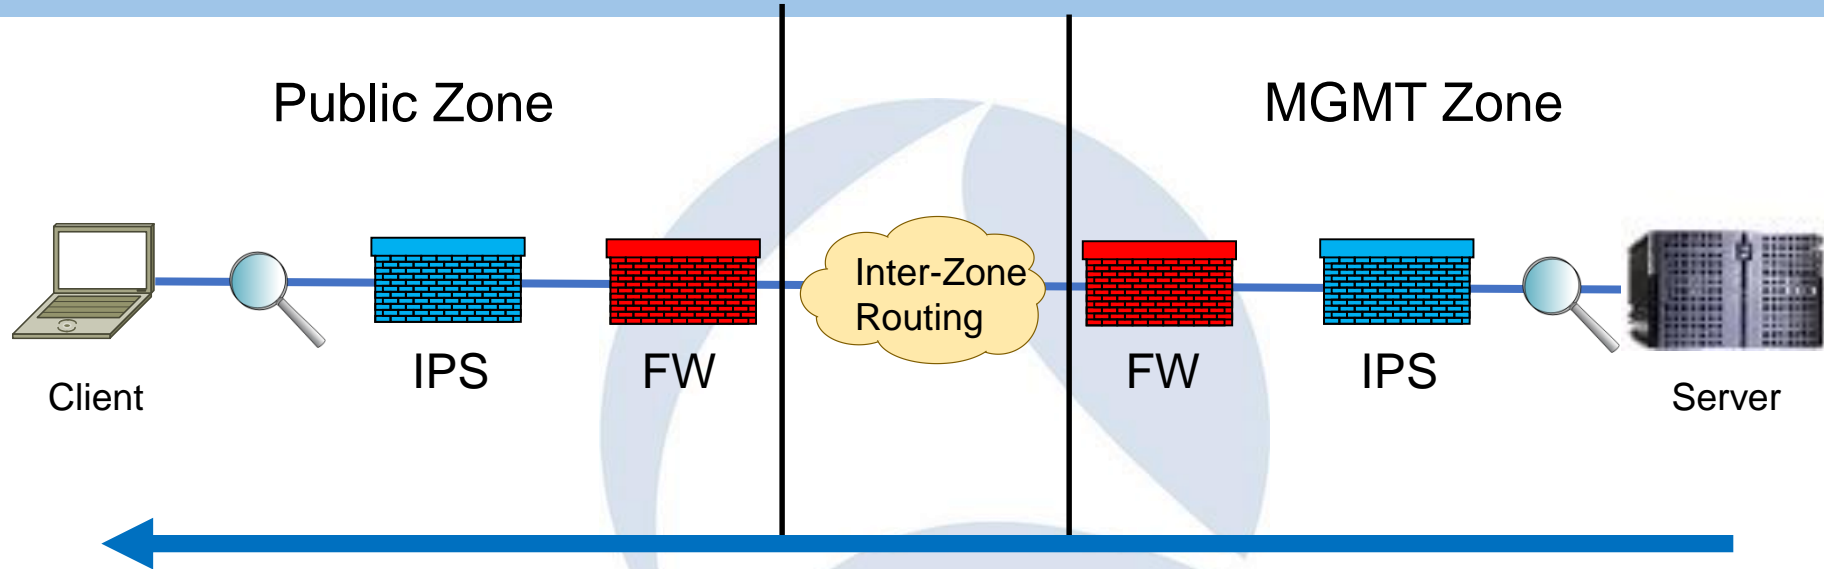 Public Zone
MGMT Zone
Inter-Zone
Routing
IPS
FW
FW
IPS
Client
Server